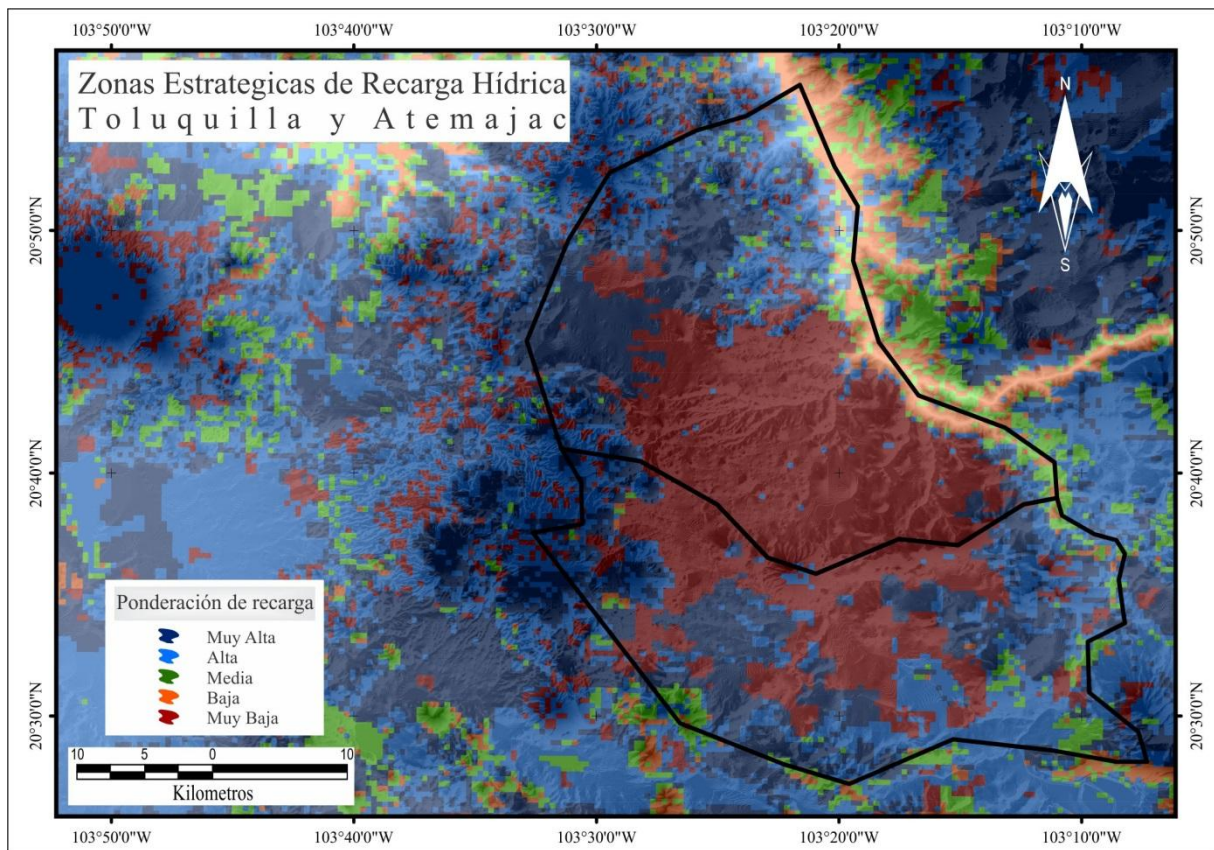 103°50'0"W 103°40'0"W 103°30'0"W 103°20'0"W 103°10'0"W
Zonas Estrategicas de Recarga Hídrica
Toluquilla y Atemajac
N
S
20°50'0"N 20°50'0"N
20°40'0"N 20°40'0"N
20°30'0"N 20°30'0"N
Ponderación de recarga
Muy Alta
Alta
Media
Baja
Muy Baja
10 5 0 10
Kilometros
103°50'0"W 103°40'0"W 103°30'0"W 103°20'0"W 103°10'0"W